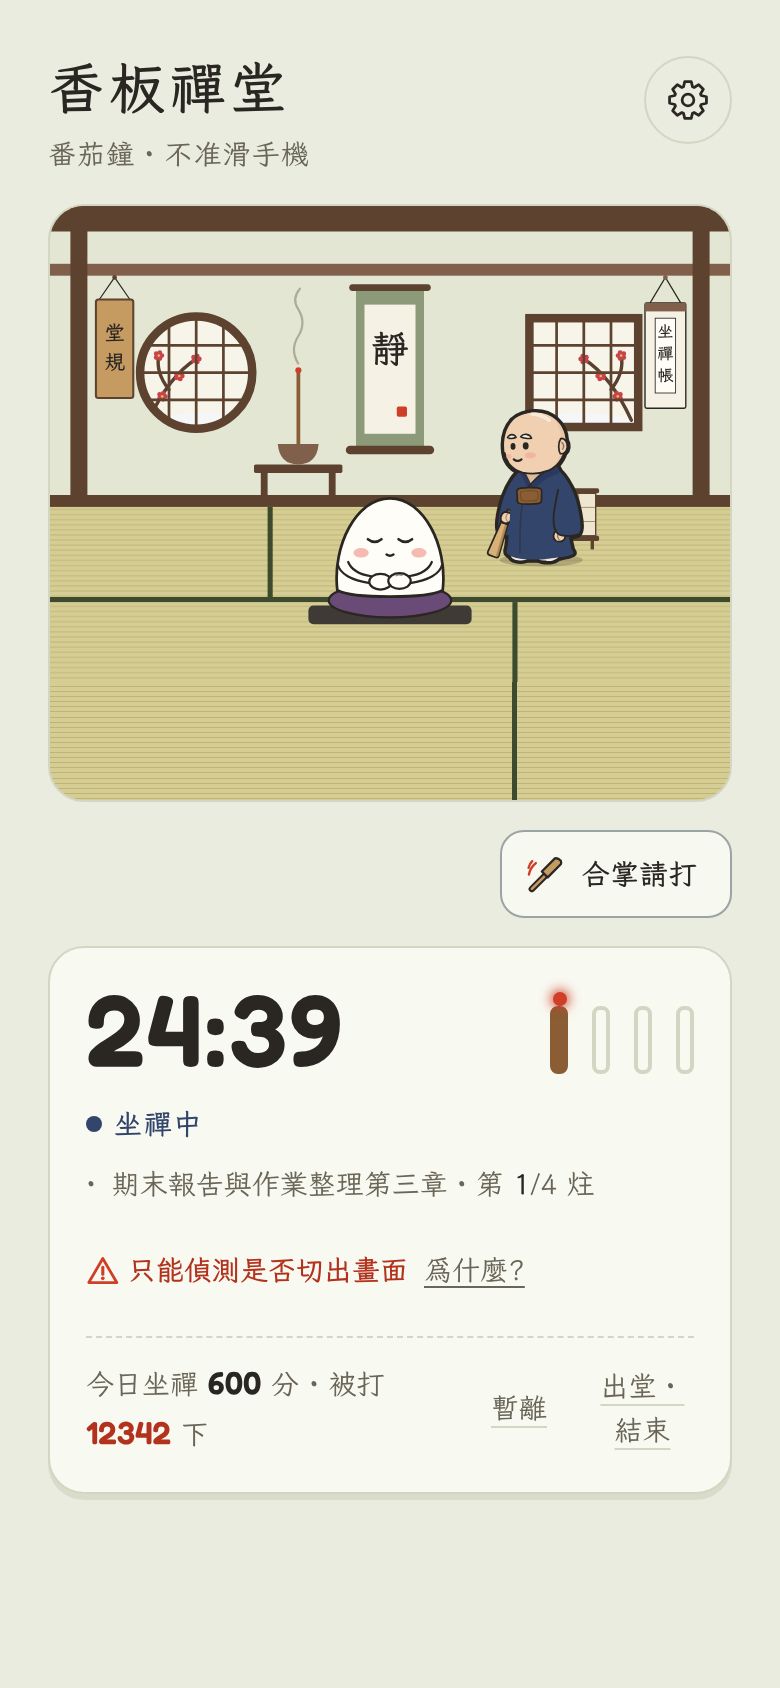 香板禪堂
番茄鐘・不准滑手機
堂規
靜
坐禪帳
合掌請打
24:39
坐禪中
・ 期末報告與作業整理第三章・第 1/4 炷
只能偵測是否切出畫面 為什麼?
今日坐禪 600 分・被打
12342 下
暫離
出堂・
結束